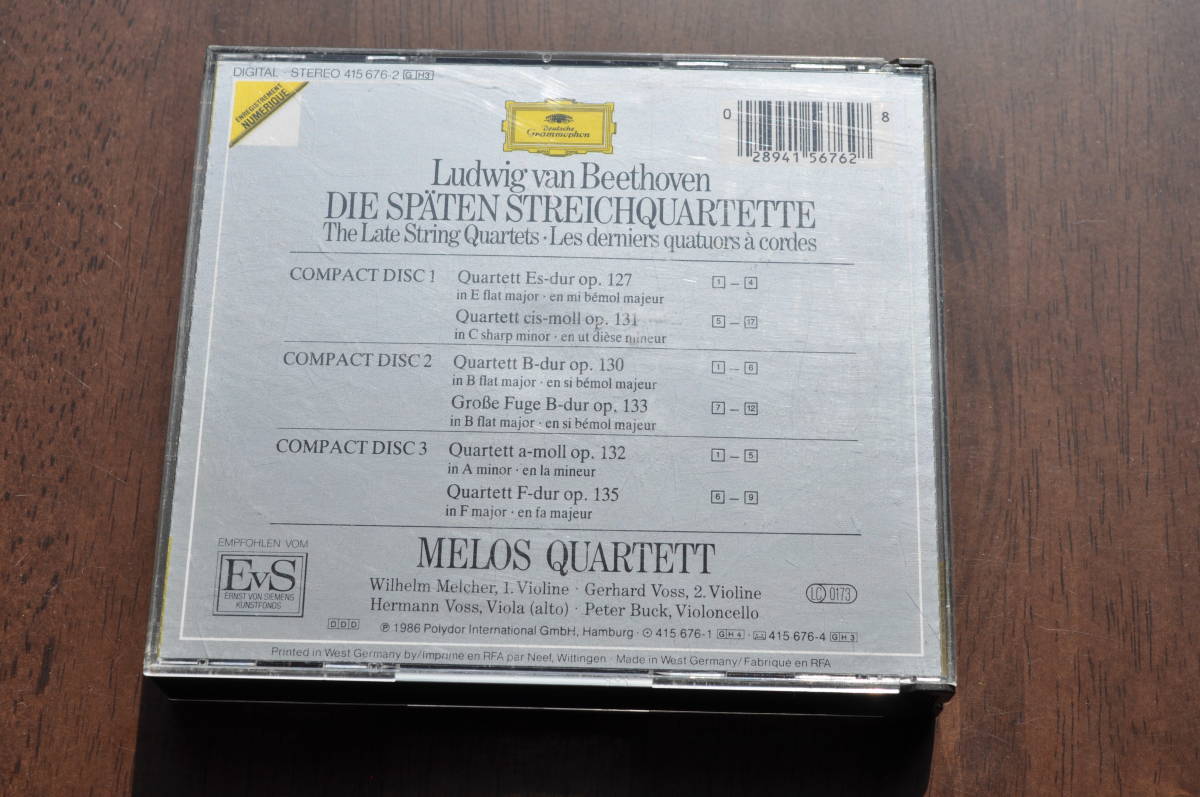 DIGITAL STEREO 415 676-2 G H3
ENREGISTREMENT
NUMERIQUE
Deutsche
Grammophon
0 28941 56762 8
Ludwig van Beethoven
DIE SPÄTEN STREICHQUARTETTE
The Late String Quartets · Les derniers quatuors à cordes
COMPACT DISC 1 Quartett Es-dur op. 127 1 – 4
in E flat major · en mi bémol majeur
Quartett cis-moll op. 131 5 – 17
in C sharp minor · en ut dièse mineur
COMPACT DISC 2 Quartett B-dur op. 130 1 – 6
in B flat major · en si bémol majeur
Große Fuge B-dur op. 133 7 – 12
in B flat major · en si bémol majeur
COMPACT DISC 3 Quartett a-moll op. 132 1 – 5
in A minor · en la mineur
Quartett F-dur op. 135 6 – 9
in F major · en fa majeur
EMPFOHLEN VOM
EvS
ERNST VON SIEMENS
KUNSTFONDS
MELOS QUARTETT
Wilhelm Melcher, 1. Violine · Gerhard Voss, 2. Violine
Hermann Voss, Viola (alto) · Peter Buck, Violoncello
LC 0173
DDD ℗ 1986 Polydor International GmbH, Hamburg · 415 676-1 G H 4 · 415 676-4 G H 3
Printed in West Germany by/Imprimé en RFA par Neef, Wittingen · Made in West Germany/Fabriqué en RFA